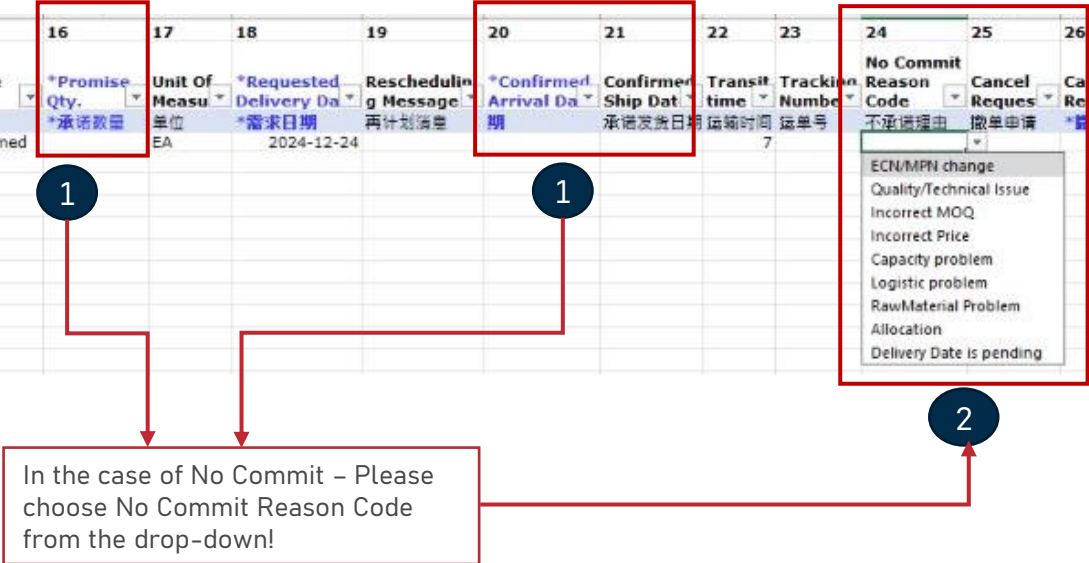 16 17 18 19 20 21 22 23 24 25 26
*Promise Qty. Unit Of Measu *Requested Delivery Da Reschedulin g Message *Confirmed Arrival Da Confirmed Ship Dat Transit time Tracking Numbe No Commit Reason Code Cancel Reques Ca Re
*承诺数量 单位 *需求日期 再计划消息 期 承诺发货日期 运输时间 运单号 不承诺理由 撤单申请
ned EA 2024-12-24 7
ECN/MPN change
Quality/Technical Issue
Incorrect MOQ
Incorrect Price
Capacity problem
Logistic problem
RawMaterial Problem
Allocation
Delivery Date is pending
1
1
2
In the case of No Commit – Please
choose No Commit Reason Code
from the drop-down!